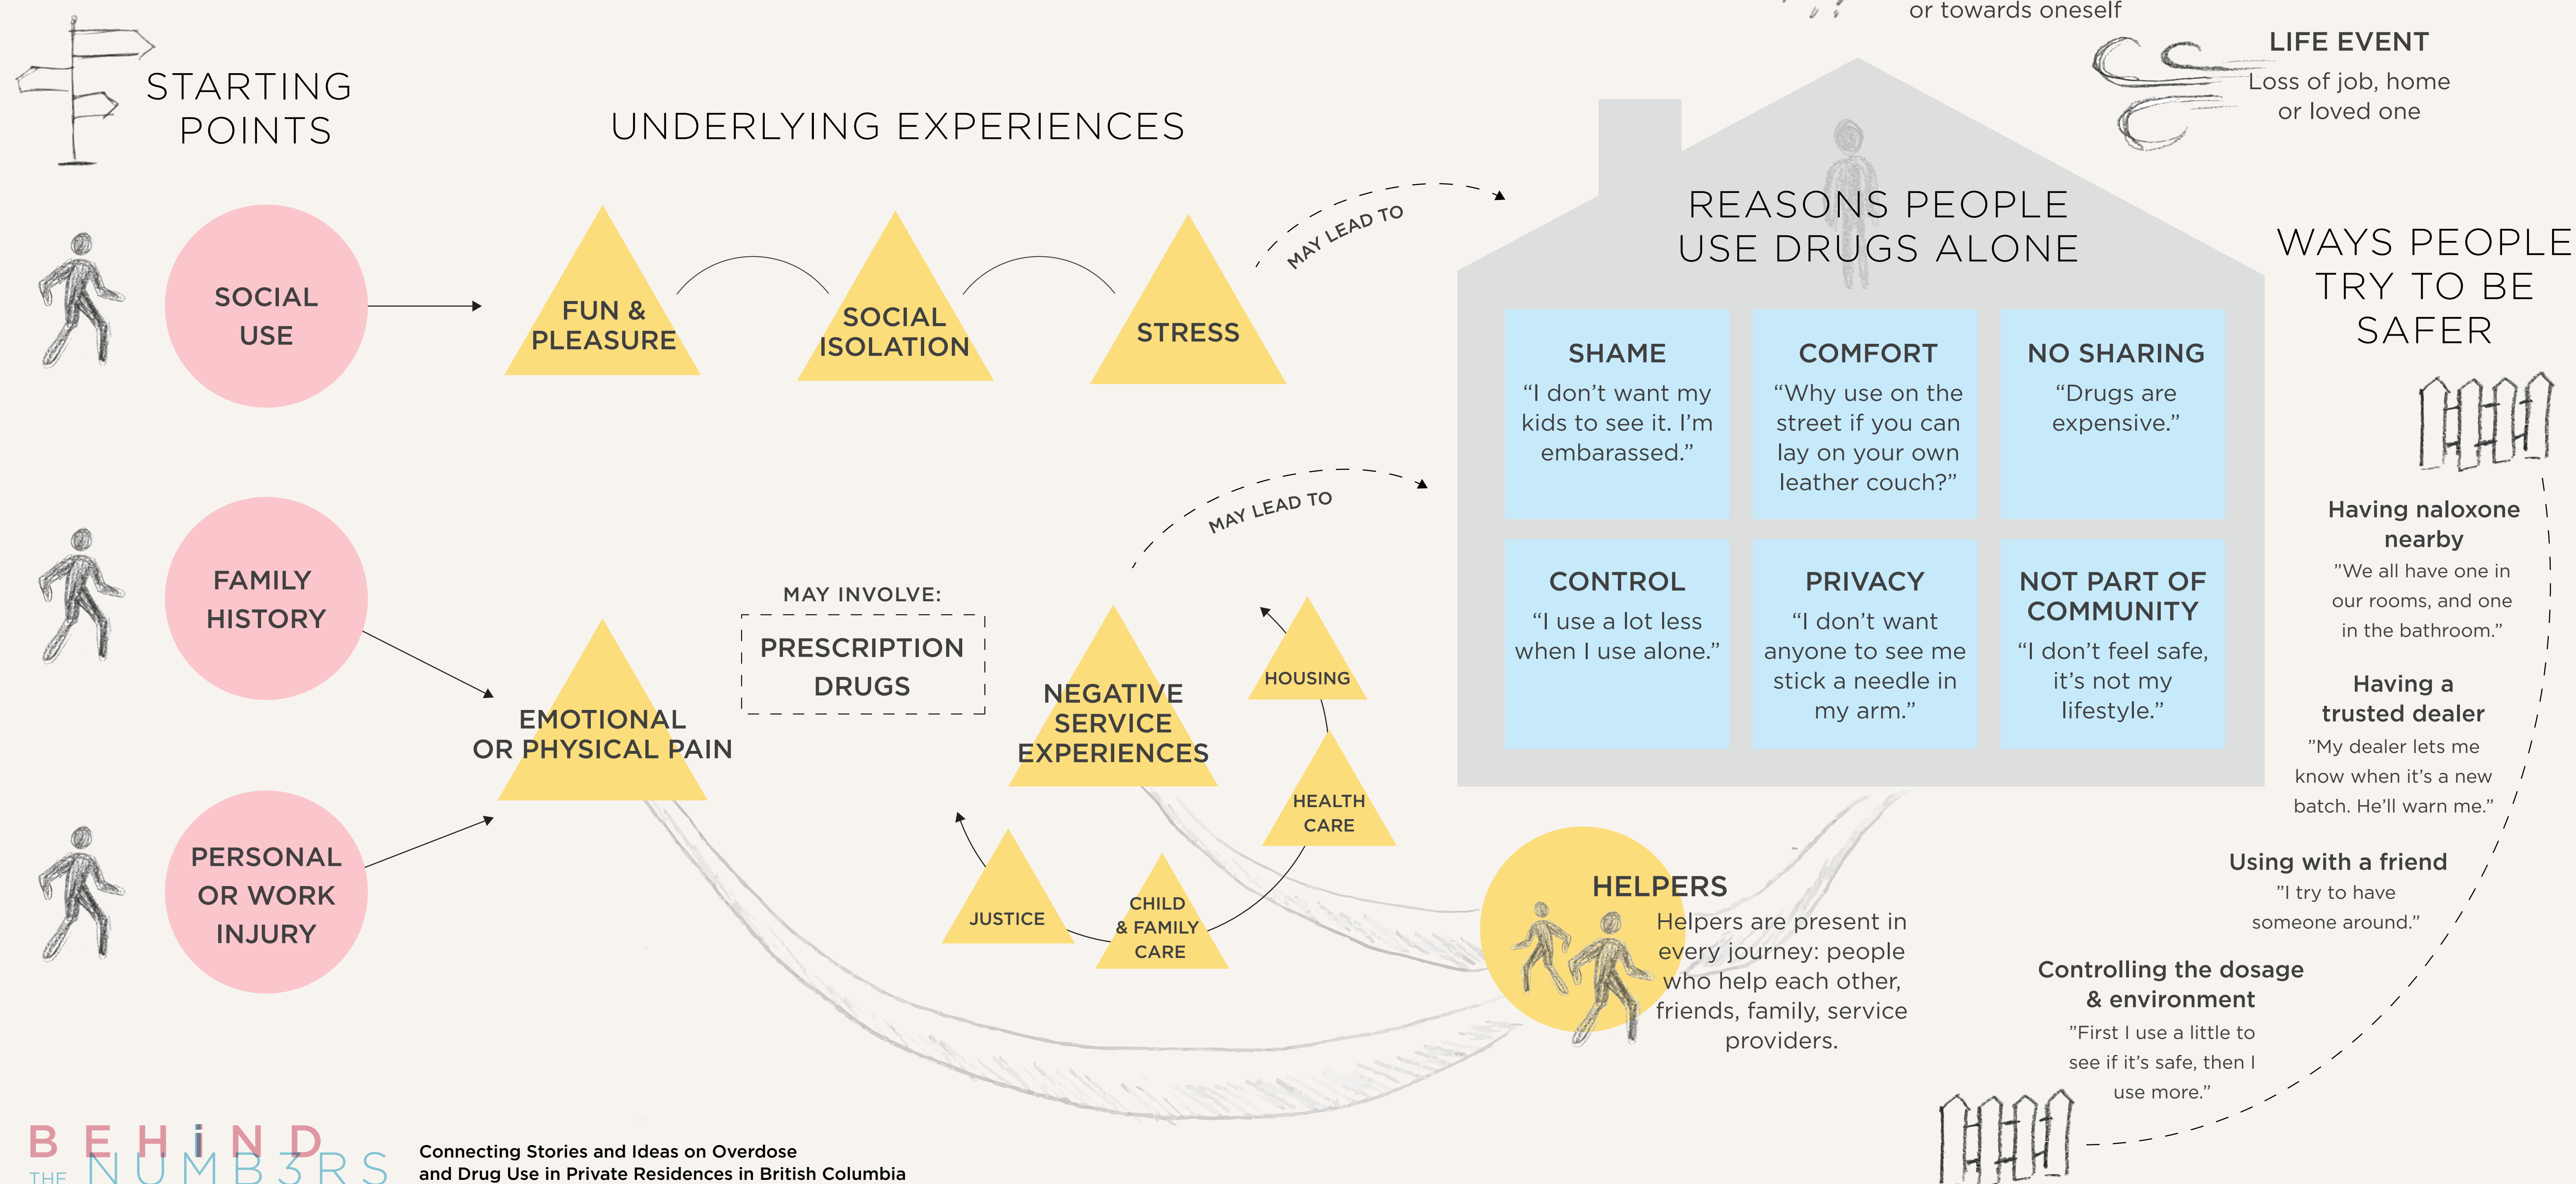 or towards oneself
LIFE EVENT
Loss of job, home
or loved one
STARTING
POINTS
UNDERLYING EXPERIENCES
SOCIAL
USE
FUN &
PLEASURE
SOCIAL
ISOLATION
STRESS
MAY LEAD TO
FAMILY
HISTORY
PERSONAL
OR WORK
INJURY
EMOTIONAL
OR PHYSICAL PAIN
MAY INVOLVE:
PRESCRIPTION
DRUGS
NEGATIVE
SERVICE
EXPERIENCES
MAY LEAD TO
HOUSING
HEALTH
CARE
CHILD
& FAMILY
CARE
JUSTICE
REASONS PEOPLE
USE DRUGS ALONE
SHAME
“I don’t want my
kids to see it. I’m
embarassed.”
COMFORT
“Why use on the
street if you can
lay on your own
leather couch?”
NO SHARING
“Drugs are
expensive.”
CONTROL
“I use a lot less
when I use alone.”
PRIVACY
“I don’t want
anyone to see me
stick a needle in
my arm.”
NOT PART OF
COMMUNITY
“I don’t feel safe,
it’s not my
lifestyle.”
HELPERS
Helpers are present in
every journey: people
who help each other,
friends, family, service
providers.
WAYS PEOPLE
TRY TO BE
SAFER
Having naloxone
nearby
”We all have one in
our rooms, and one
in the bathroom.”
Having a
trusted dealer
”My dealer lets me
know when it’s a new
batch. He’ll warn me.”
Using with a friend
”I try to have
someone around.”
Controlling the dosage
& environment
”First I use a little to
see if it’s safe, then I
use more.”
BEHiND
THE NUMB3RS
Connecting Stories and Ideas on Overdose
and Drug Use in Private Residences in British Columbia